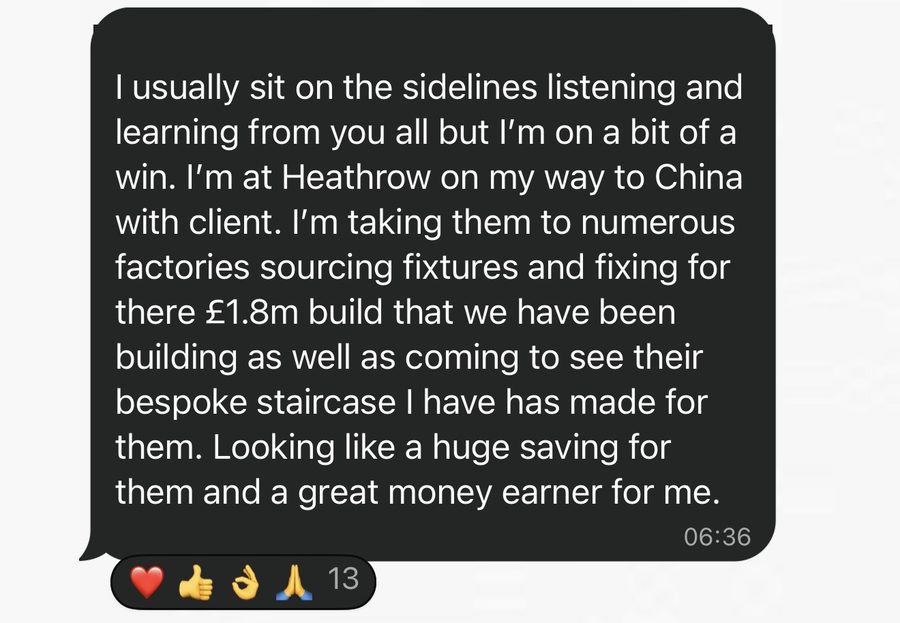 I usually sit on the sidelines listening and
learning from you all but I’m on a bit of a
win. I’m at Heathrow on my way to China
with client. I’m taking them to numerous
factories sourcing fixtures and fixing for
there £1.8m build that we have been
building as well as coming to see their
bespoke staircase I have has made for
them. Looking like a huge saving for
them and a great money earner for me.
06:36
❤️ 👍 👌 🙏 13